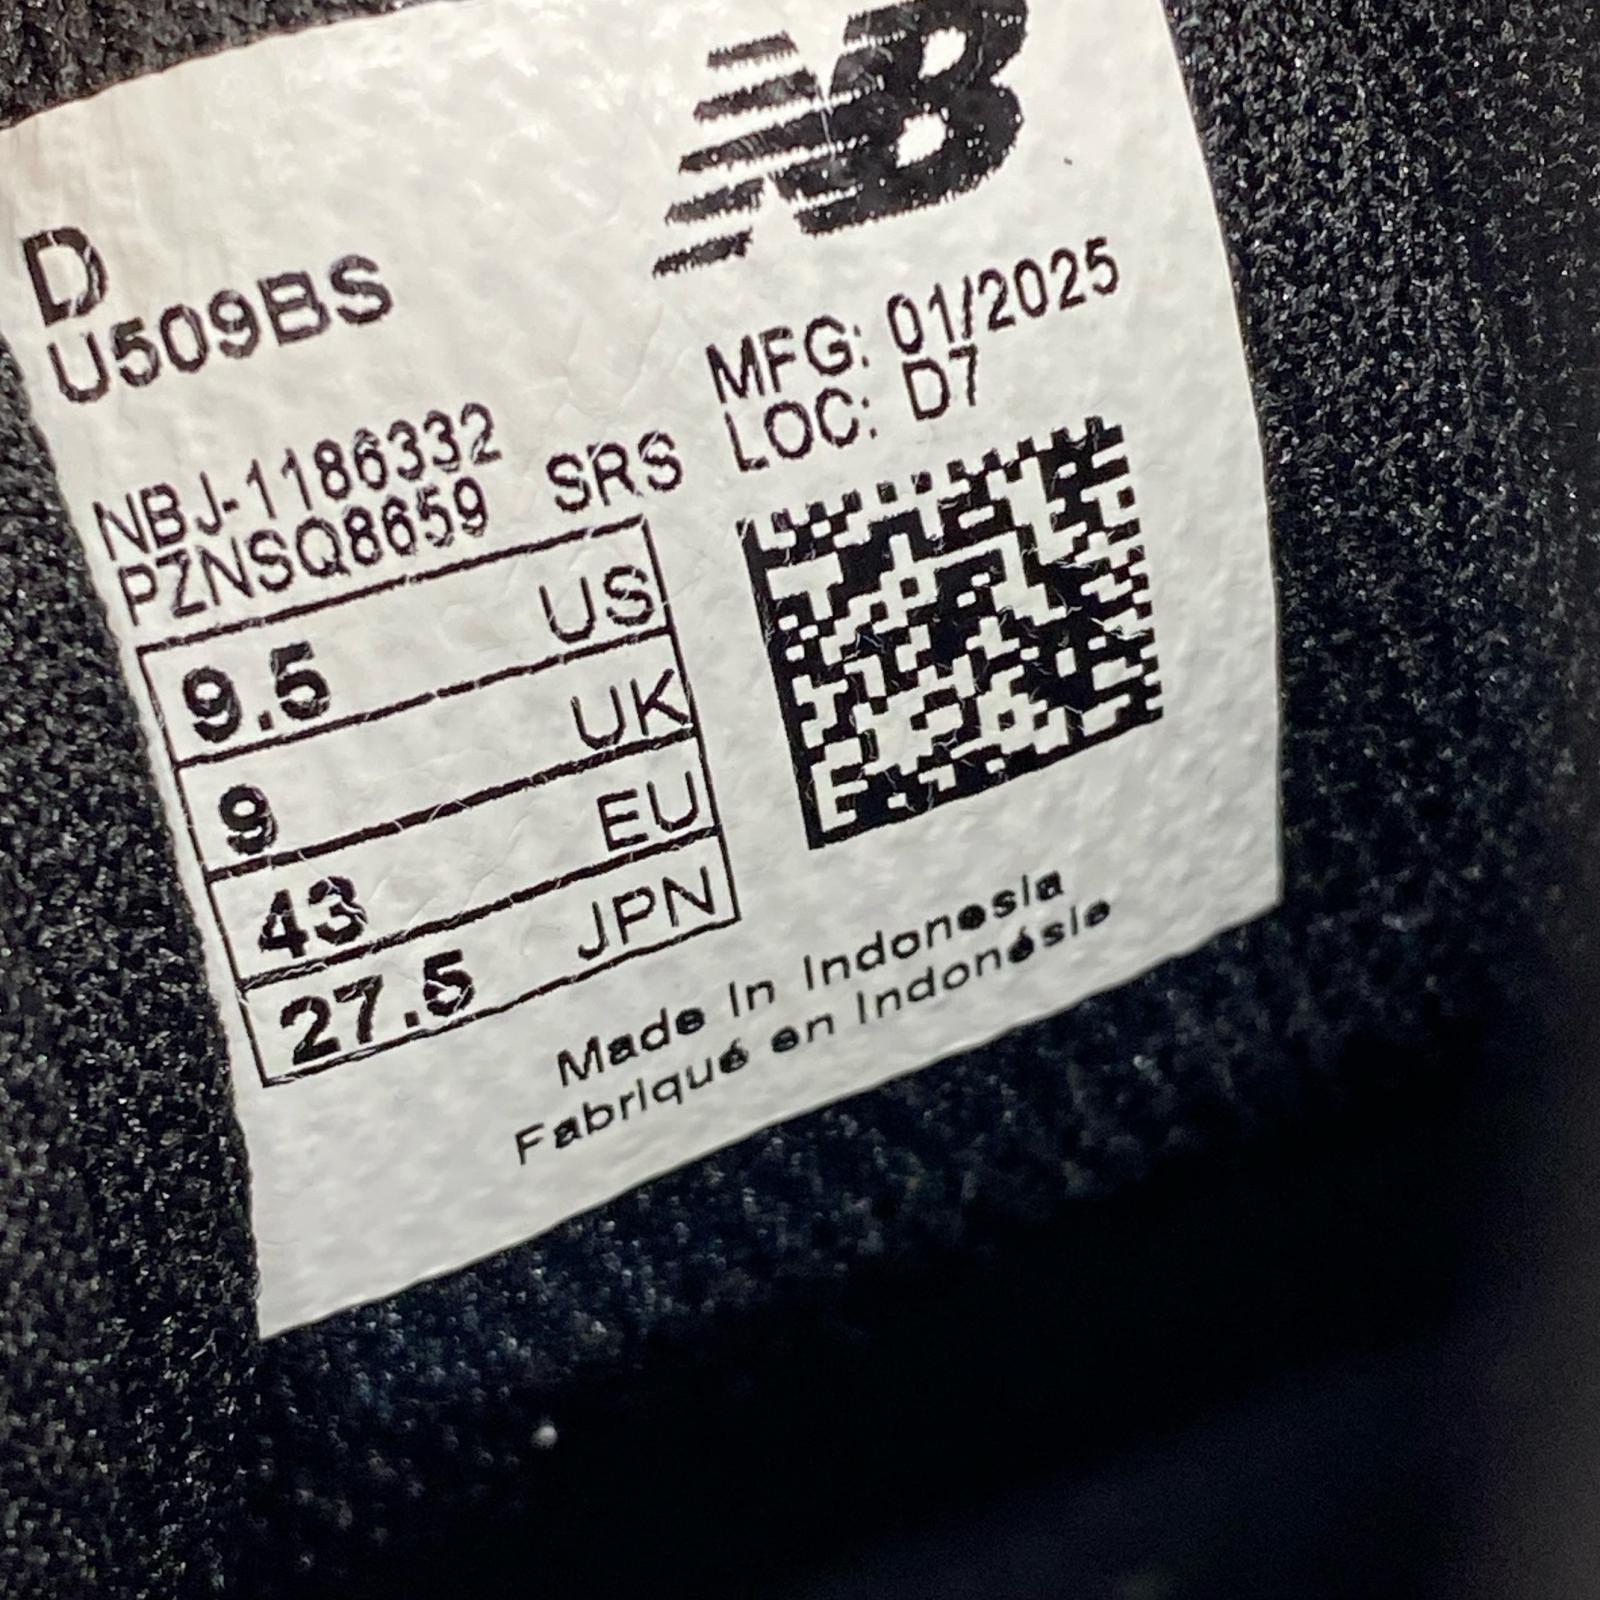 NB
D
U509BS
MFG: 01/2025
LOC: D7
NBJ-1186332
PZNSQ8659 SRS
9.5 US
9 UK
43 EU
27.5 JPN
Made In Indonesia
Fabriqué en Indonésie